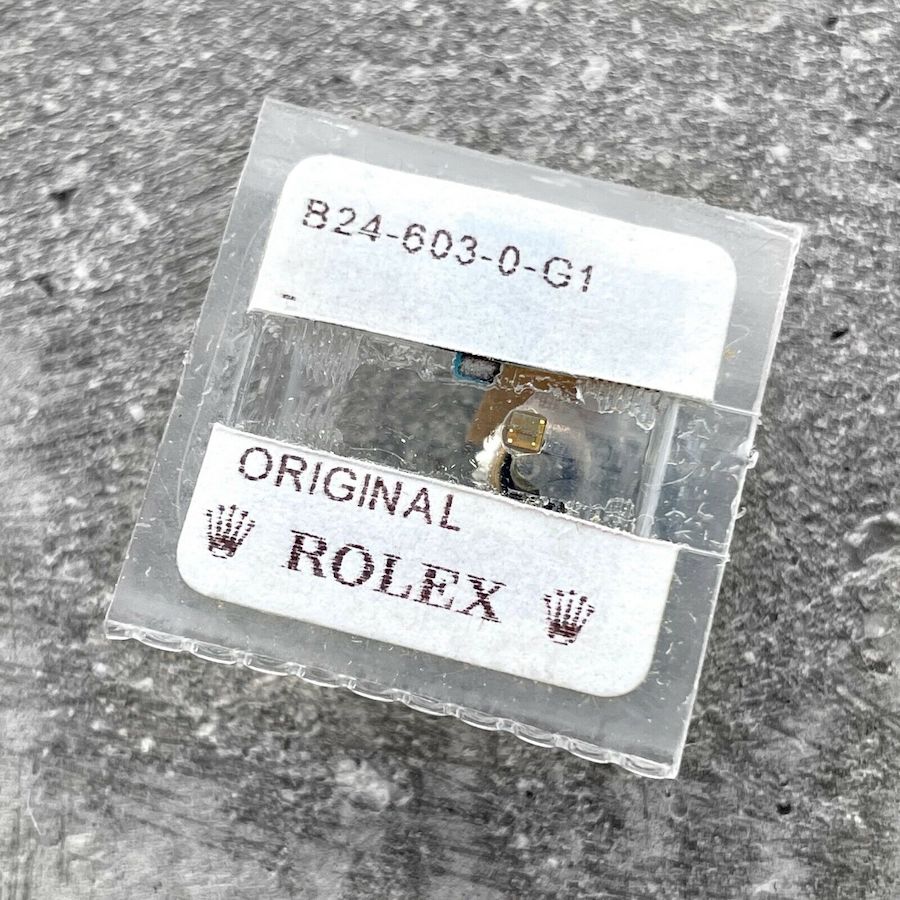 B24-603-0-G1
-
ORIGINAL
ROLEX